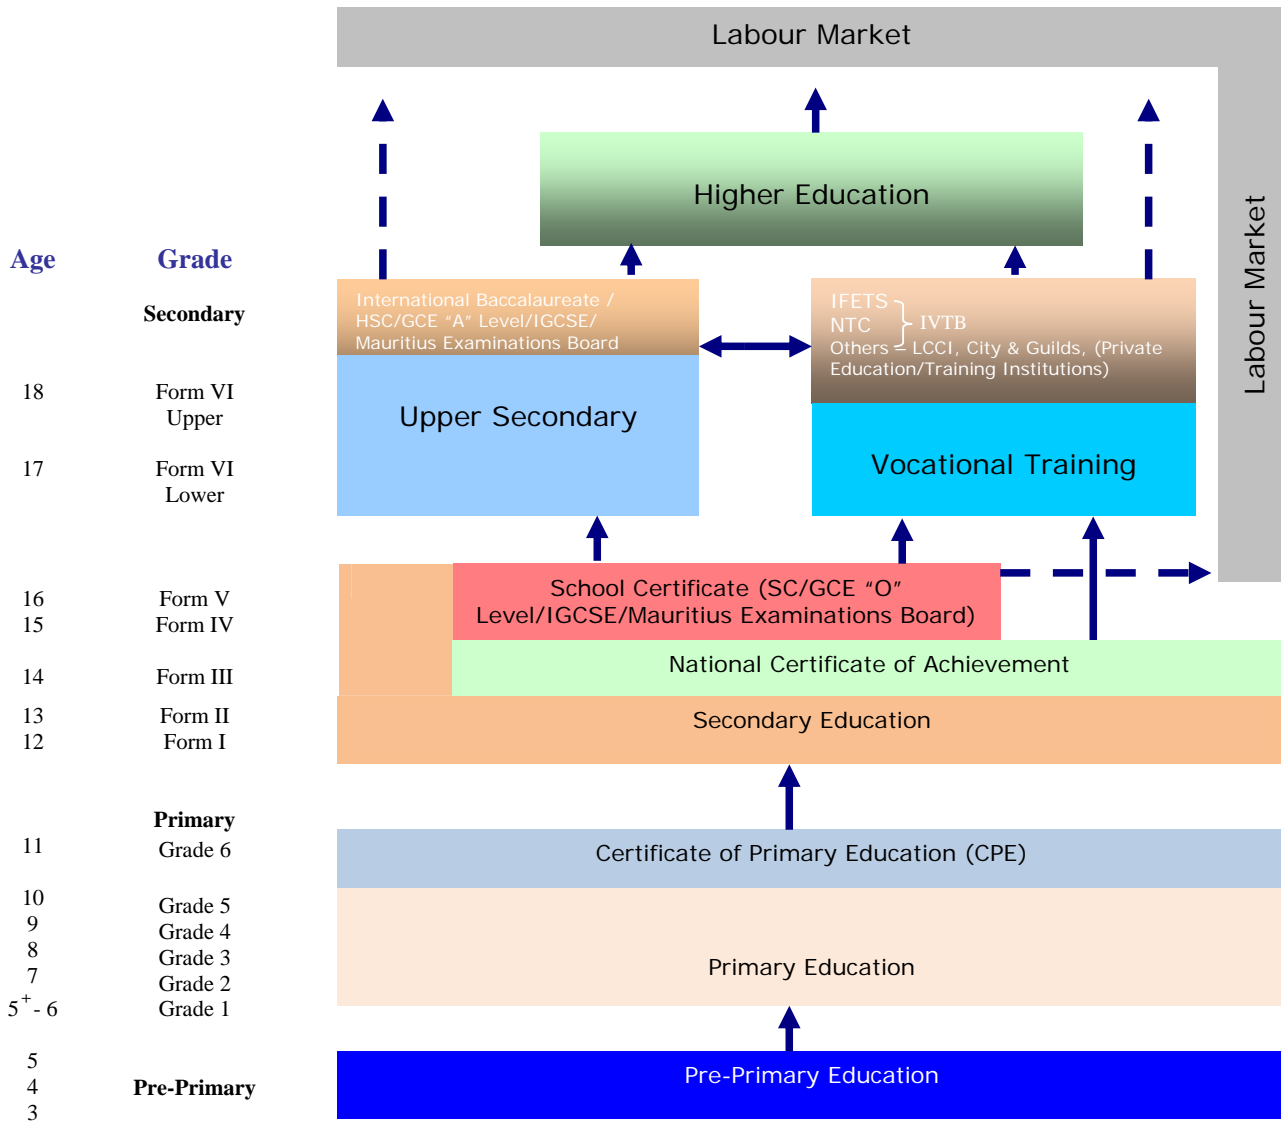 Labour Market
Labour Market
Higher Education
Age Grade
Secondary
International Baccalaureate /
HSC/GCE “A” Level/IGCSE/
Mauritius Examinations Board
IFETS
NTC
IVTB
Others – LCCI, City & Guilds, (Private
Education/Training Institutions)
18 Form VI
Upper
Upper Secondary
17 Form VI
Lower
Vocational Training
School Certificate (SC/GCE “O”
Level/IGCSE/Mauritius Examinations Board)
16 Form V
15 Form IV
14 Form III
National Certificate of Achievement
13 Form II
12 Form I
Secondary Education
Primary
11 Grade 6
Certificate of Primary Education (CPE)
10 Grade 5
9 Grade 4
8 Grade 3
7 Grade 2
5+- 6 Grade 1
Primary Education
5
4 Pre-Primary
3
Pre-Primary Education